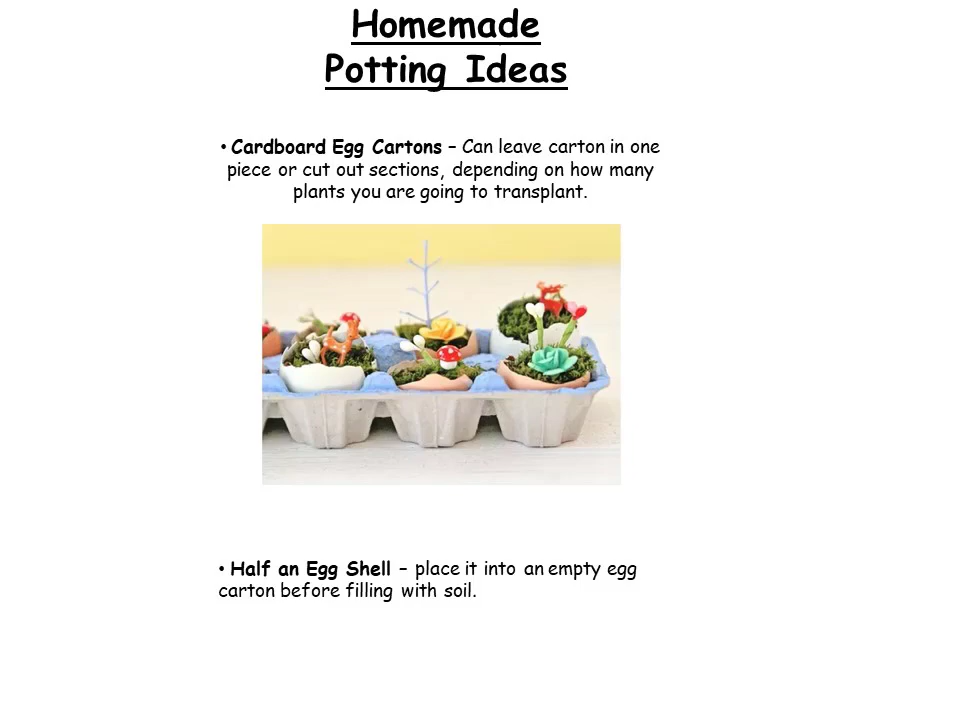 Homemade
Potting Ideas
• Cardboard Egg Cartons – Can leave carton in one
piece or cut out sections, depending on how many
plants you are going to transplant.
• Half an Egg Shell – place it into an empty egg
carton before filling with soil.